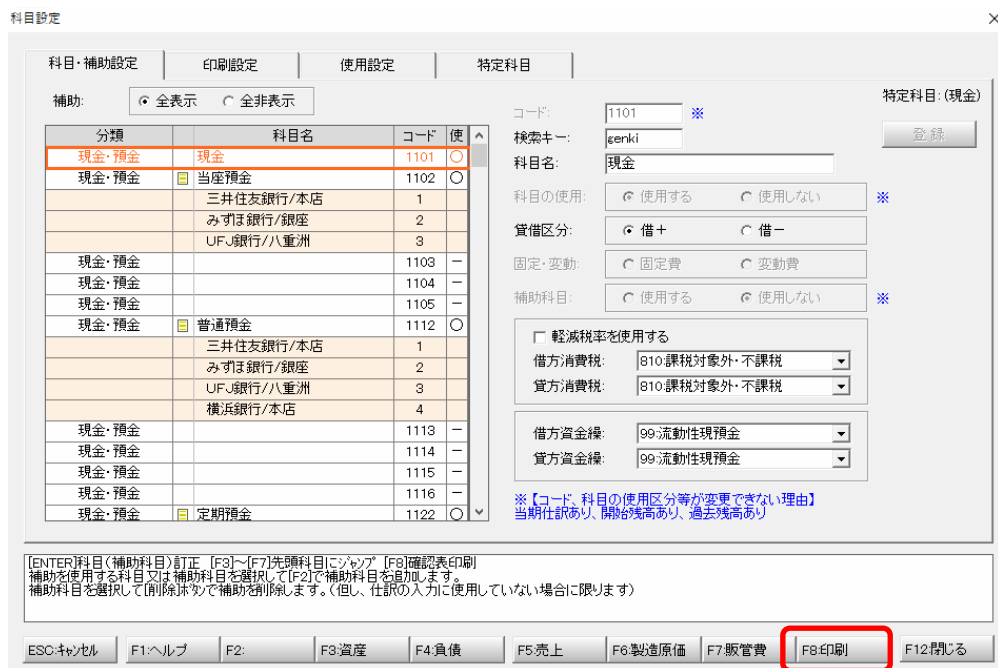 科目設定
科目・補助設定 印刷設定 使用設定 特定科目
補助: 全表示 全非表示
特定科目:(現金)
登録
分類 科目名 コード 使
現金・預金 現金 1101 ○
現金・預金 当座預金 1102 ○
三井住友銀行/本店 1
みずほ銀行/銀座 2
UFJ銀行/八重洲 3
現金・預金 1103 −
現金・預金 1104 −
現金・預金 1105 −
現金・預金 普通預金 1112 ○
三井住友銀行/本店 1
みずほ銀行/銀座 2
UFJ銀行/八重洲 3
横浜銀行/本店 4
現金・預金 1113 −
現金・預金 1114 −
現金・預金 1115 −
現金・預金 1116 −
現金・預金 定期預金 1122 ○
コード: 1101 ※
検索キー: genki
科目名: 現金
科目の使用: 使用する 使用しない ※
貸借区分: 借+ 借−
固定・変動: 固定費 変動費
補助科目: 使用する 使用しない ※
軽減税率を使用する
借方消費税: 810:課税対象外・不課税
貸方消費税: 810:課税対象外・不課税
借方資金繰: 99:流動性現預金
貸方資金繰: 99:流動性現預金
※【コード、科目の使用区分等が変更できない理由】
当期仕訳あり、開始残高あり、過去残高あり
[ENTER]科目(補助科目)訂正 [F3]~[F7]先頭科目にジャンプ [F8]確認表印刷
補助を使用する科目又は補助科目を選択して[F2]で補助科目を追加します。
補助科目を選択して[削除]ボタンで補助を削除します。(但し、仕訳の入力に使用していない場合に限ります)
ESC:キャンセル F1:ヘルプ F2: F3:資産 F4:負債 F5:売上 F6:製造原価 F7:販管費 F8:印刷 F12:閉じる